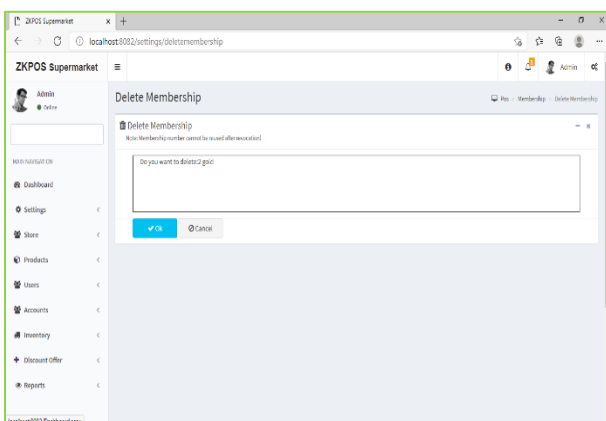 ZKPOS Supermarket
localhost:8082/settings/deletemembership
ZKPOS Supermarket
Admin
Admin
Online
Delete Membership
Pos - Membership - Delete Membership
Delete Membership
Note: Membership number cannot be reused after revocation!
Do you want to delete:2 gold
MAIN NAVIGATION
Dashboard
Ok
Cancel
Settings
Store
Products
Users
Accounts
Inventory
Discount Offer
Reports